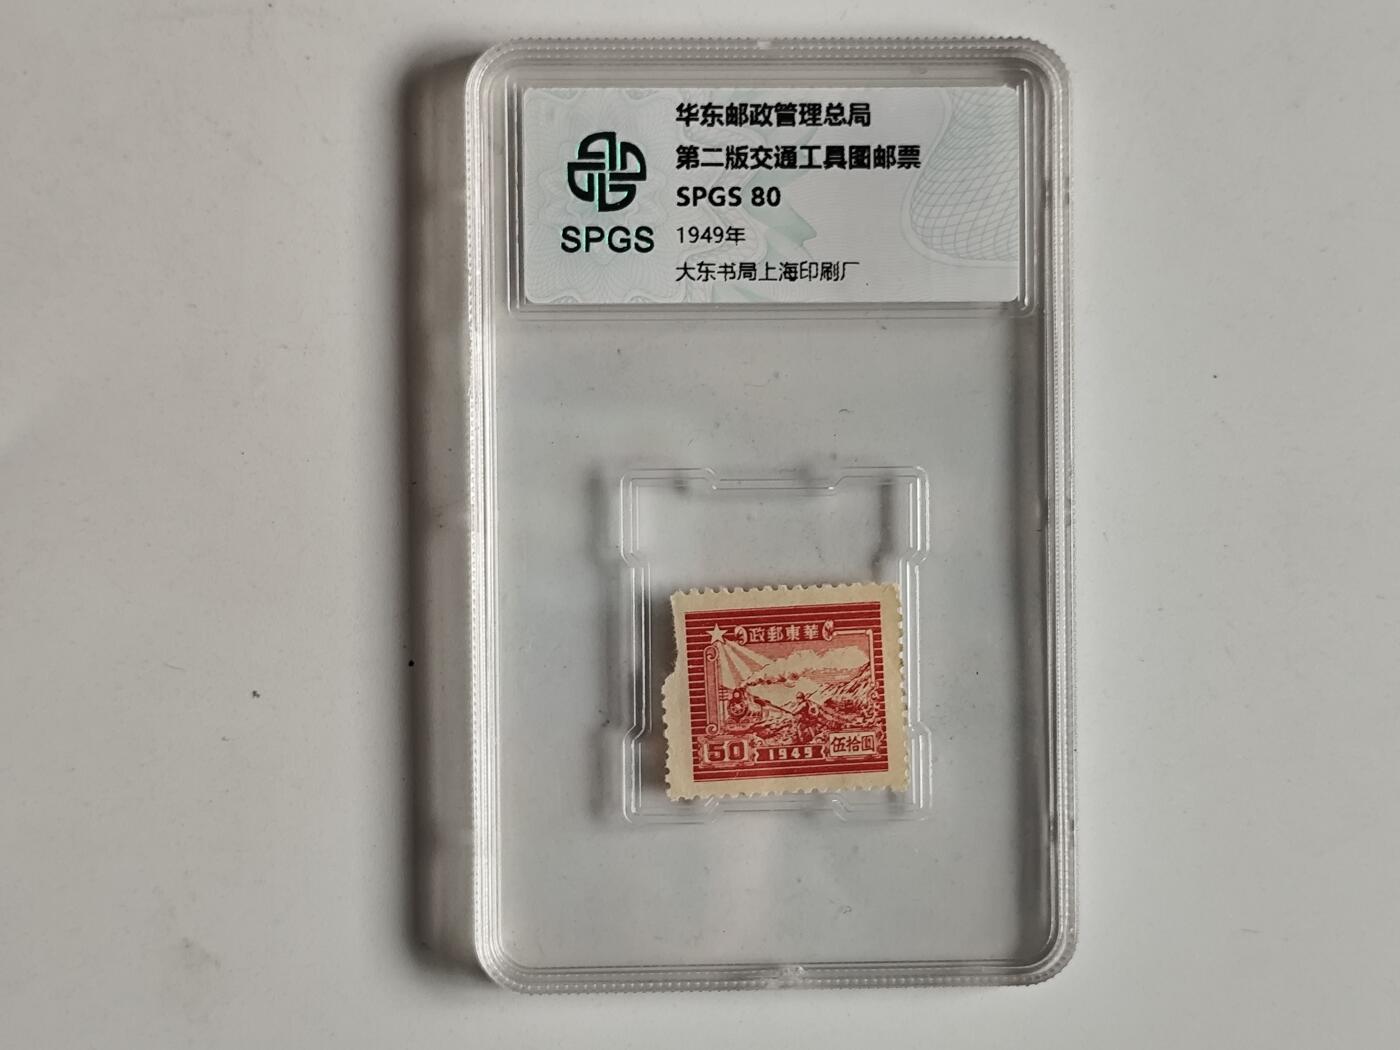 华东邮政管理总局
第二版交通工具图邮票
SPGS 80
1949年
大东书局上海印刷厂
SPGS
政郵東華
50
1949
伍拾圓